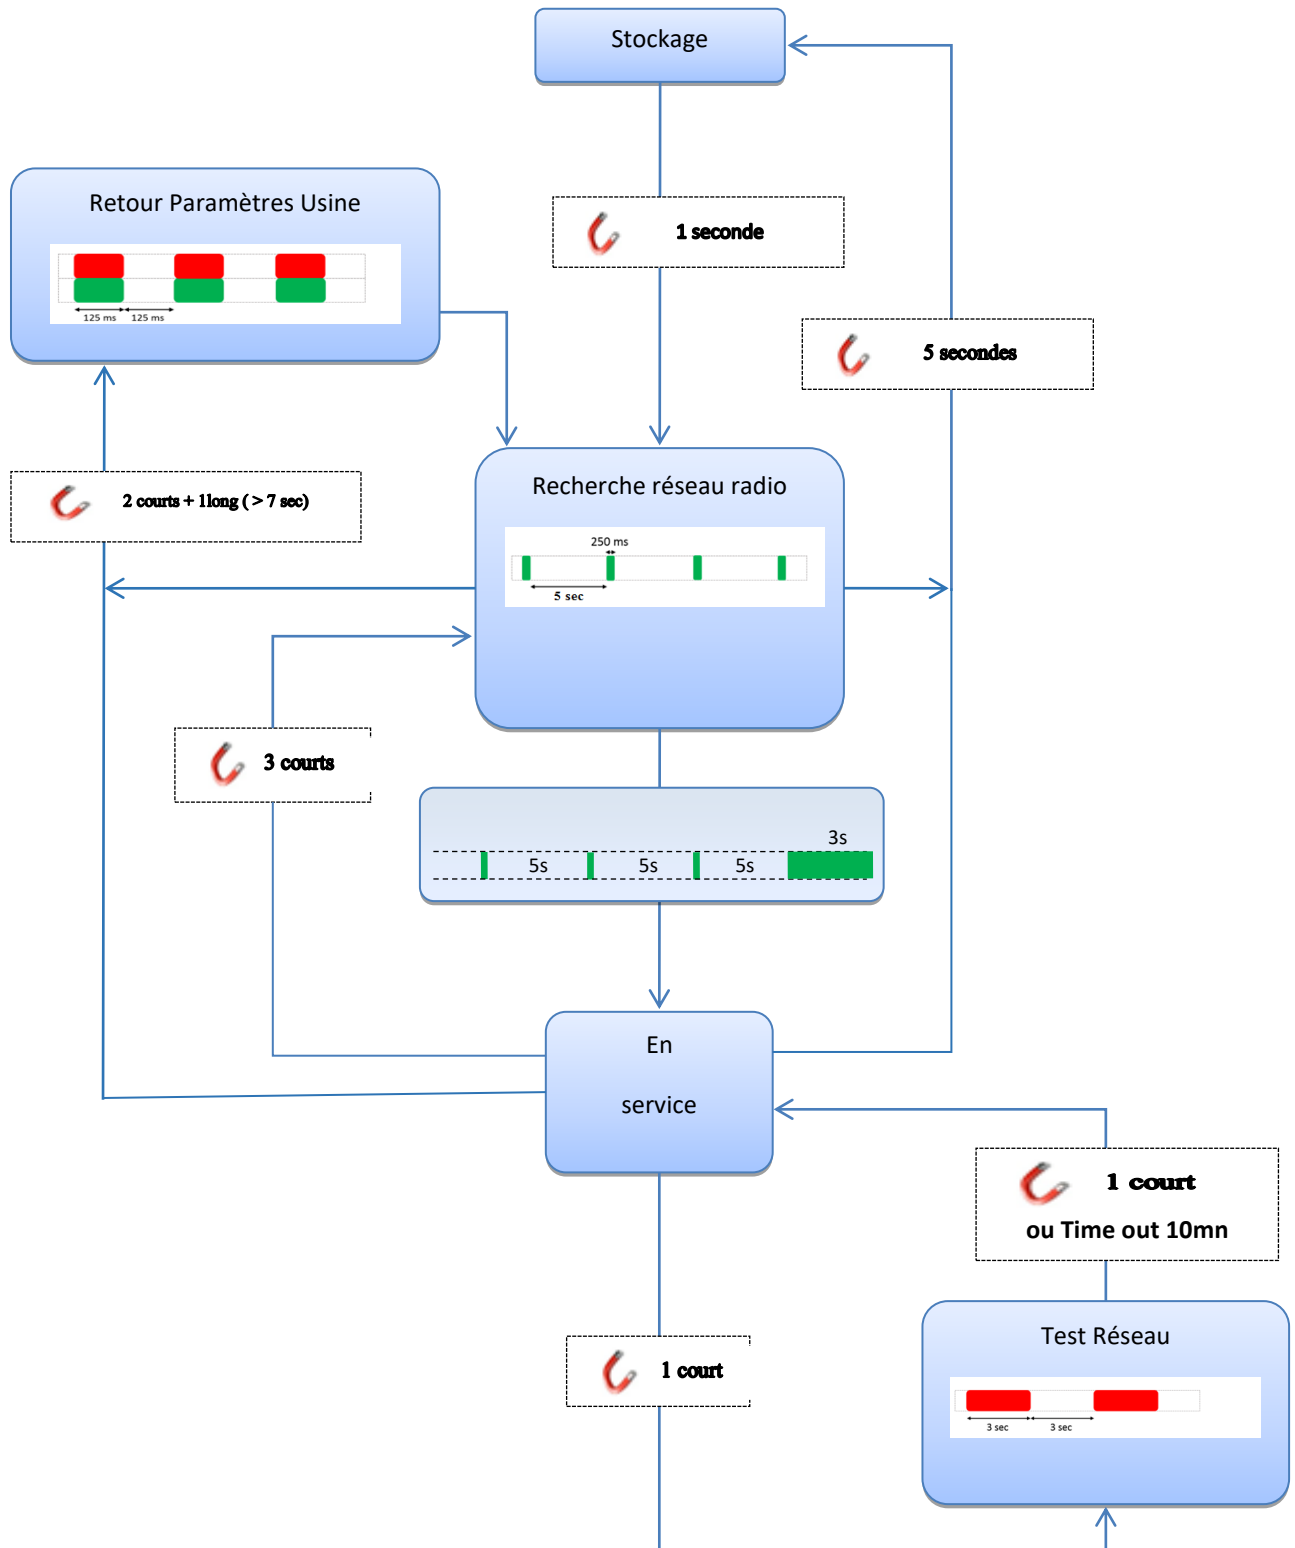 Stockage
Retour Paramètres Usine
1 seconde
125 ms 125 ms
5 secondes
Recherche réseau radio
2 courts + 1long ( > 7 sec)
250 ms
5 sec
3 courts
3s
5s 5s 5s
En
service
1 court
ou Time out 10mn
Test Réseau
1 court
3 sec 3 sec